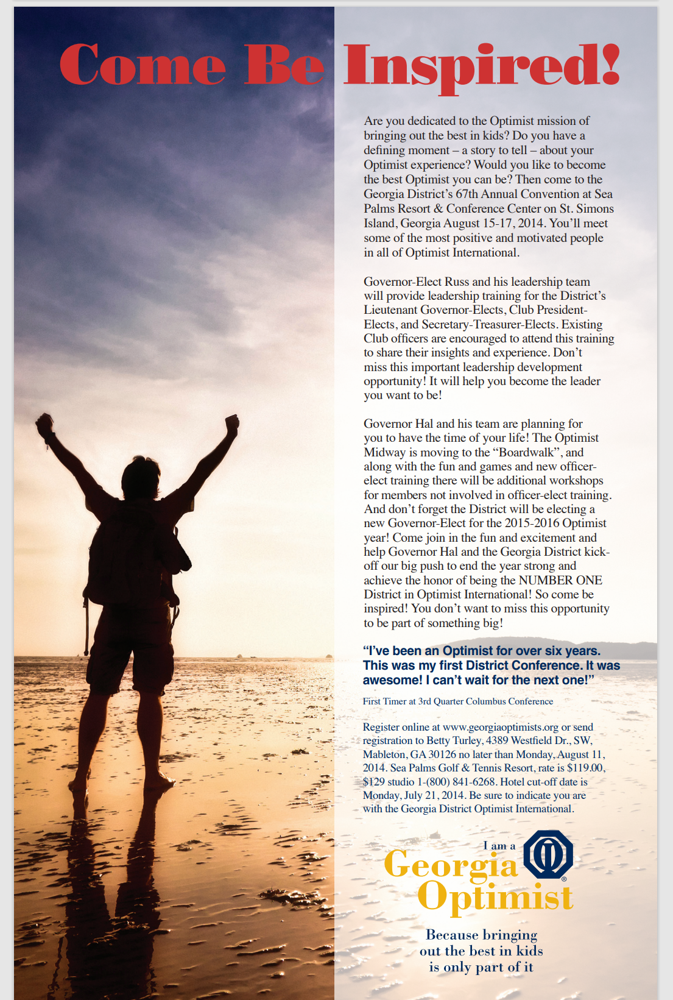 Come Be Inspired!
Are you dedicated to the Optimist mission of
bringing out the best in kids? Do you have a
defining moment – a story to tell – about your
Optimist experience? Would you like to become
the best Optimist you can be? Then come to the
Georgia District’s 67th Annual Convention at Sea
Palms Resort & Conference Center on St. Simons
Island, Georgia August 15-17, 2014. You’ll meet
some of the most positive and motivated people
in all of Optimist International.
Governor-Elect Russ and his leadership team
will provide leadership training for the District’s
Lieutenant Governor-Elects, Club President-
Elects, and Secretary-Treasurer-Elects. Existing
Club officers are encouraged to attend this training
to share their insights and experience. Don’t
miss this important leadership development
opportunity! It will help you become the leader
you want to be!
Governor Hal and his team are planning for
you to have the time of your life! The Optimist
Midway is moving to the “Boardwalk”, and
along with the fun and games and new officer-
elect training there will be additional workshops
for members not involved in officer-elect training.
And don’t forget the District will be electing a
new Governor-Elect for the 2015-2016 Optimist
year! Come join in the fun and excitement and
help Governor Hal and the Georgia District kick-
off our big push to end the year strong and
achieve the honor of being the NUMBER ONE
District in Optimist International! So come be
inspired! You don’t want to miss this opportunity
to be part of something big!
“I’ve been an Optimist for over six years.
This was my first District Conference. It was
awesome! I can’t wait for the next one!”
First Timer at 3rd Quarter Columbus Conference
Register online at www.georgiaoptimists.org or send
registration to Betty Turley, 4389 Westfield Dr., SW,
Mableton, GA 30126 no later than Monday, August 11,
2014. Sea Palms Golf & Tennis Resort, rate is $119.00,
$129 studio 1-(800) 841-6268. Hotel cut-off date is
Monday, July 21, 2014. Be sure to indicate you are
with the Georgia District Optimist International.
I am a
Georgia
®
Optimist
Because bringing
out the best in kids
is only part of it